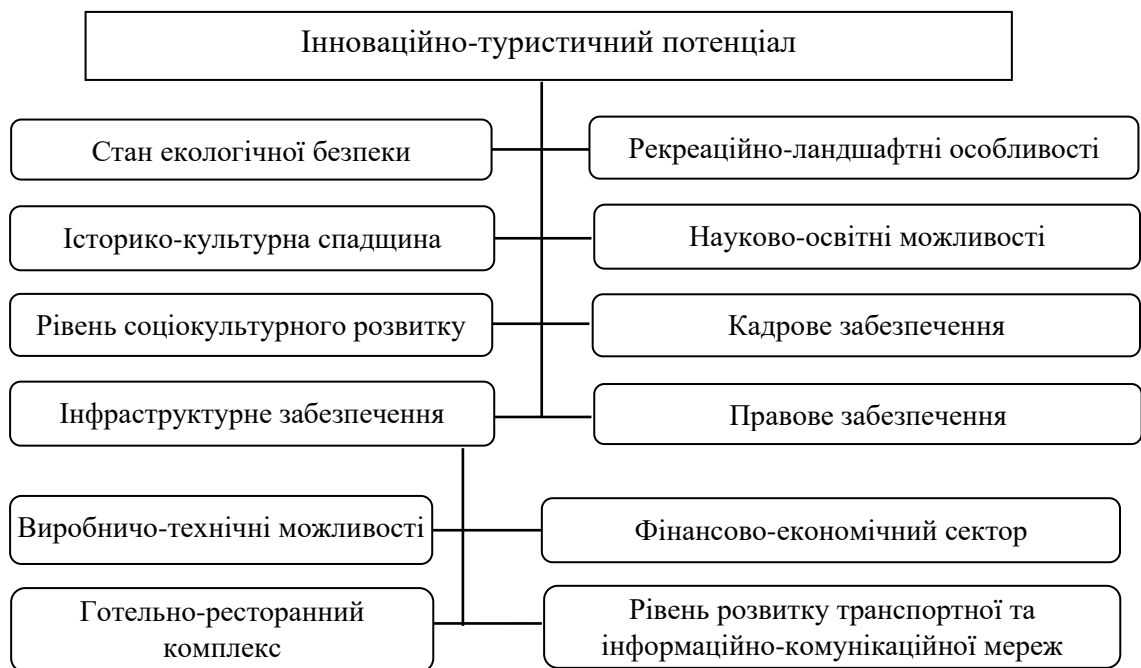 Інноваційно-туристичний потенціал
Стан екологічної безпеки
Рекреаційно-ландшафтні особливості
Історико-культурна спадщина
Науково-освітні можливості
Рівень соціокультурного розвитку
Кадрове забезпечення
Інфраструктурне забезпечення
Правове забезпечення
Виробничо-технічні можливості
Фінансово-економічний сектор
Готельно-ресторанний
комплекс
Рівень розвитку транспортної та
інформаційно-комунікаційної мереж